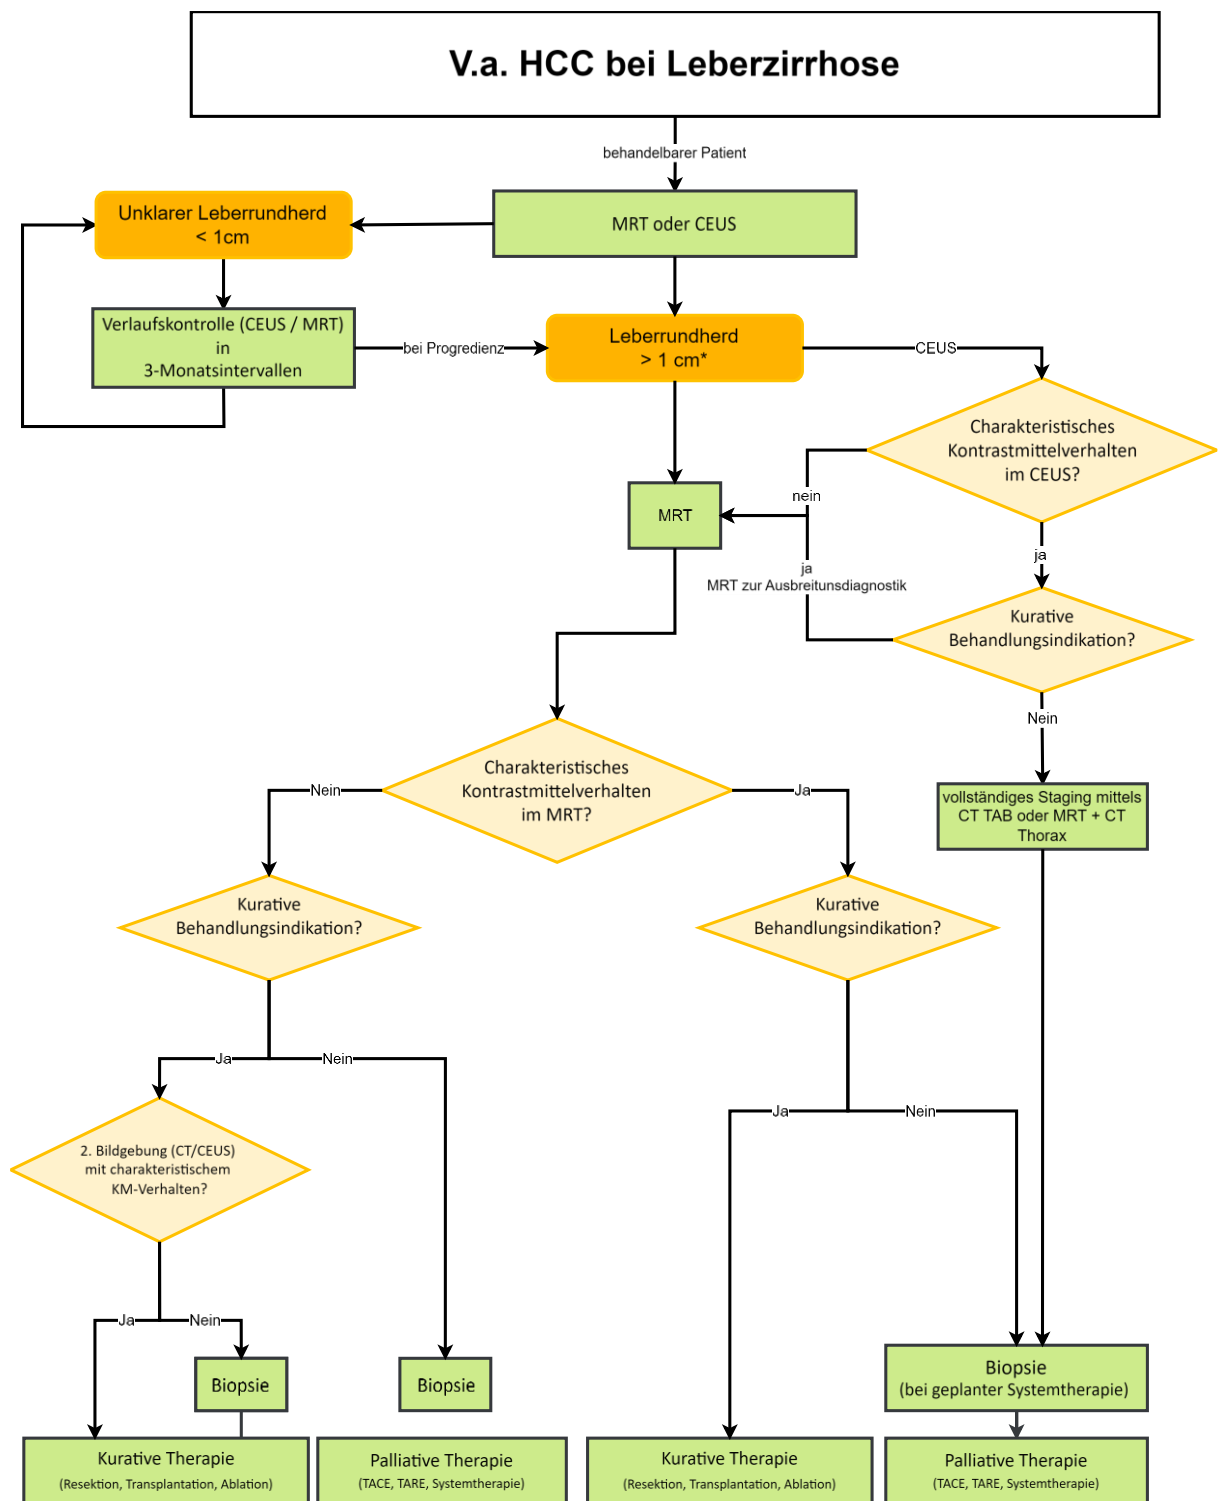 V.a. HCC bei Leberzirrhose
behandelbarer Patient
Unklarer Leberrundherd
< 1cm
MRT oder CEUS
Verlaufskontrolle (CEUS / MRT)
in
3-Monatsintervallen
bei Progredienz
Leberrundherd
> 1 cm*
CEUS
Charakteristisches
Kontrastmittelverhalten
im CEUS?
nein
MRT
ja
ja
MRT zur Ausbreitunsdiagnostik
Kurative
Behandlungsindikation?
Nein
Charakteristisches
Kontrastmittelverhalten
im MRT?
Nein
Ja
vollständiges Staging mittels
CT TAB oder MRT + CT
Thorax
Kurative
Behandlungsindikation?
Kurative
Behandlungsindikation?
Ja
Nein
Ja
Nein
2. Bildgebung (CT/CEUS)
mit charakteristischem
KM-Verhalten?
Ja
Nein
Biopsie
Biopsie
Biopsie
(bei geplanter Systemtherapie)
Kurative Therapie
(Resektion, Transplantation, Ablation)
Palliative Therapie
(TACE, TARE, Systemtherapie)
Kurative Therapie
(Resektion, Transplantation, Ablation)
Palliative Therapie
(TACE, TARE, Systemtherapie)